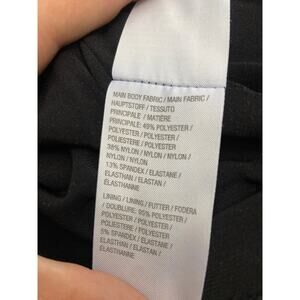 MAIN BODY FABRIC / MAIN FABRIC /
HAUPTSTOFF / TESSUTO
PRINCIPALE / MATIÈRE
PRINCIPALE: 49% POLYESTER /
POLYESTER / POLYESTER /
POLIESTERE / POLYESTER
38% NYLON / NYLON / NYLON /
NYLON / NYLON
13% SPANDEX / ELASTANE /
ELASTHAN / ELASTAN /
ÉLASTHANNE
LINING / LINING / FUTTER / FODERA
/ DOUBLURE: 95% POLYESTER /
POLYESTER / POLYESTER /
POLIESTERE / POLYESTER
5% SPANDEX / ELASTANE /
ELASTHAN / ELASTAN /
ÉLASTHANNE